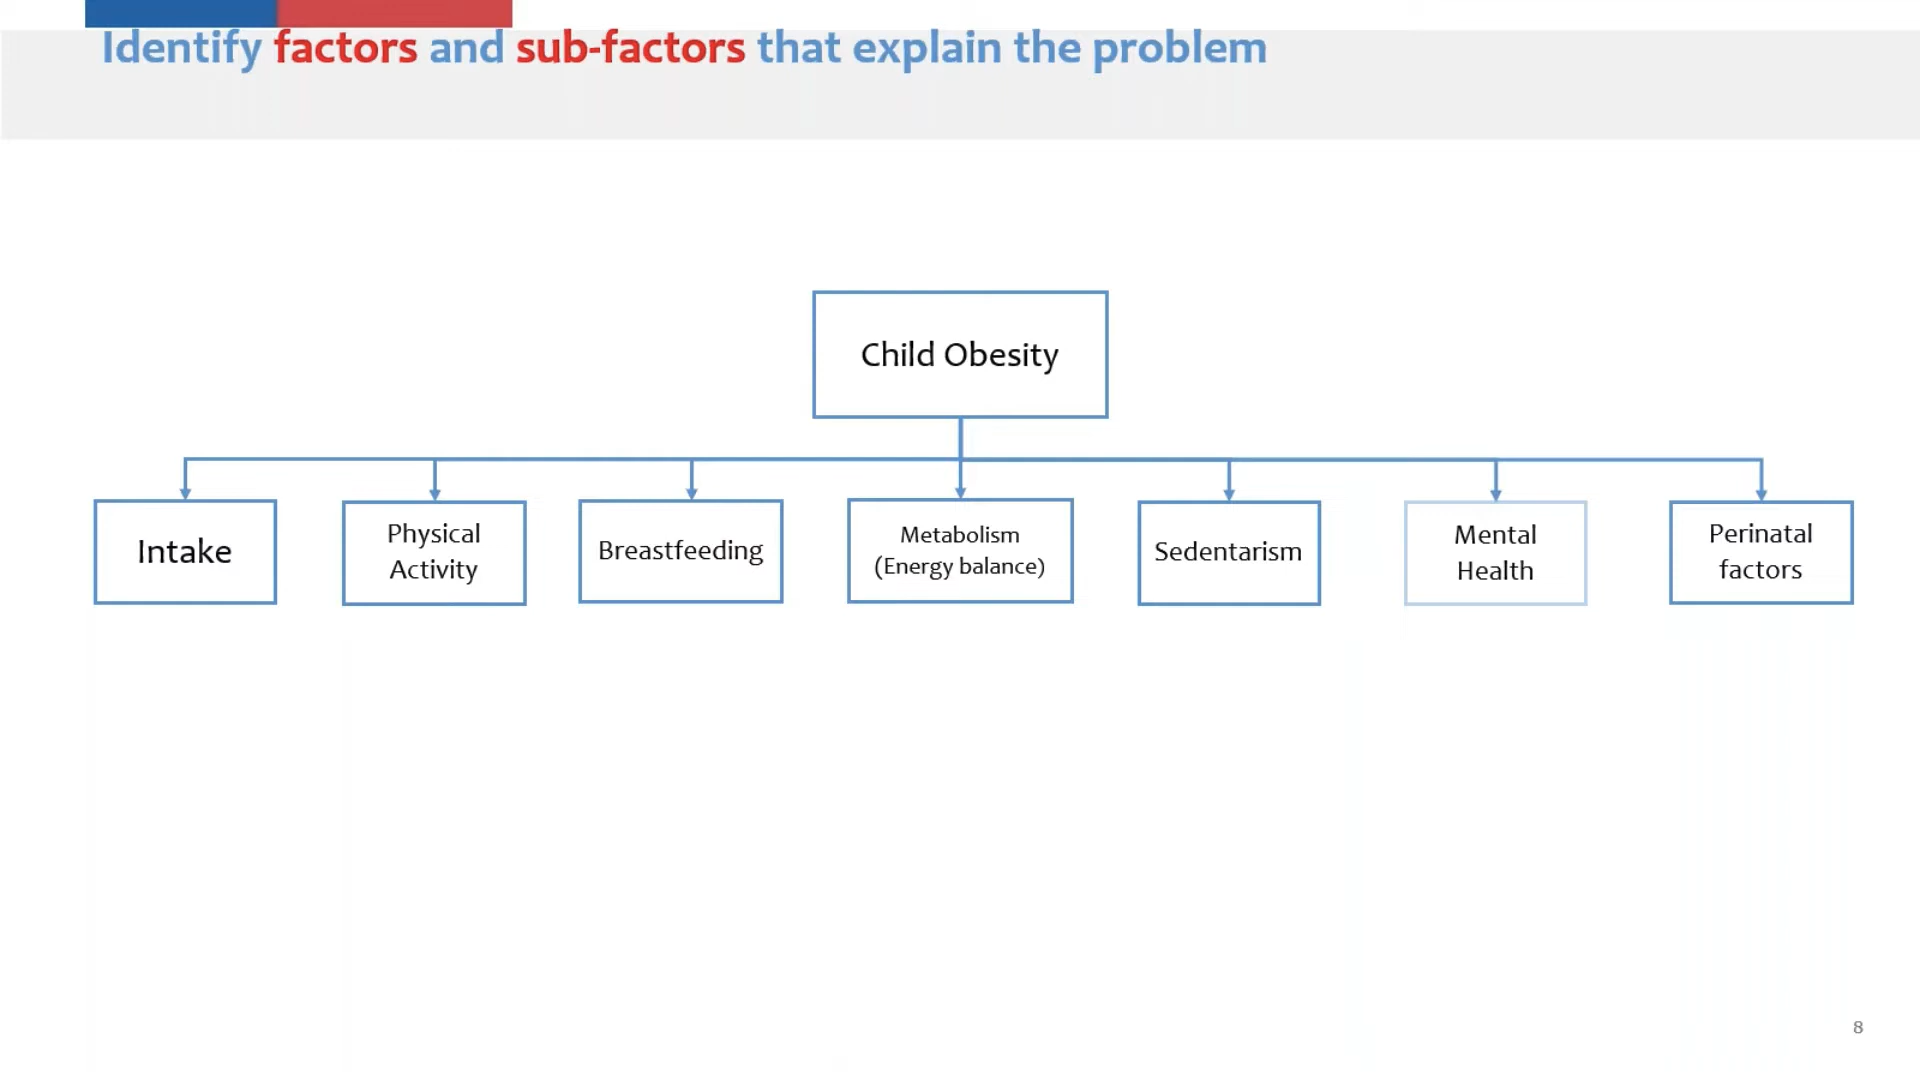 Identify factors and sub-factors that explain the problem
Child Obesity
Intake
Physical
Activity
Breastfeeding
Metabolism
(Energy balance)
Sedentarism
Mental
Health
Perinatal
factors
8